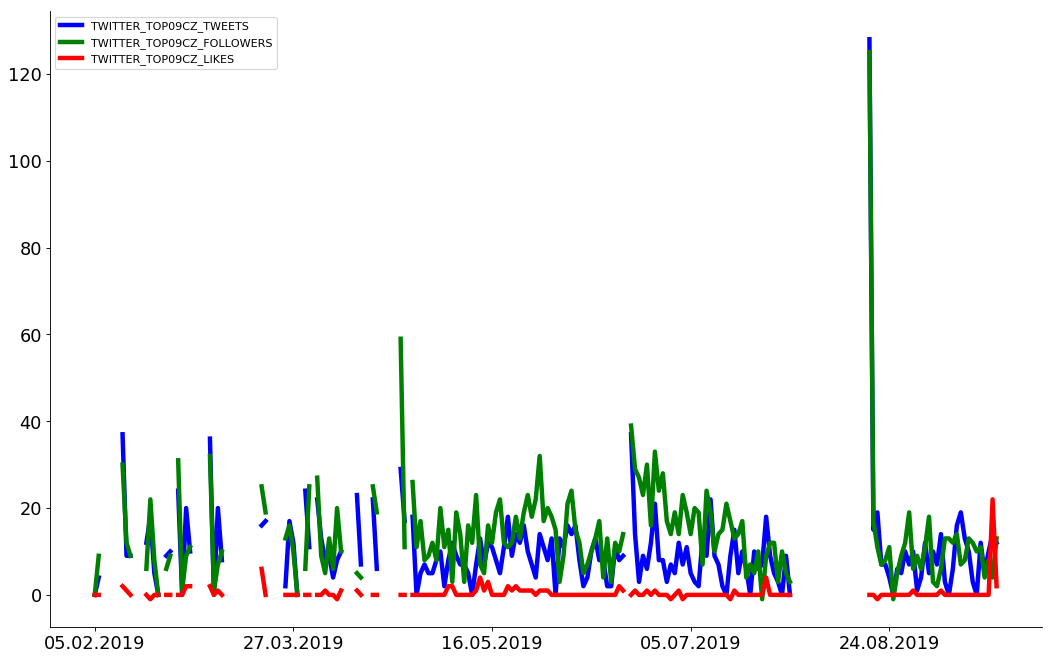 TWITTER_TOP09CZ_TWEETS
TWITTER_TOP09CZ_FOLLOWERS
TWITTER_TOP09CZ_LIKES
120
100
80
60
40
20
0
05.02.2019 27.03.2019 16.05.2019 05.07.2019 24.08.2019